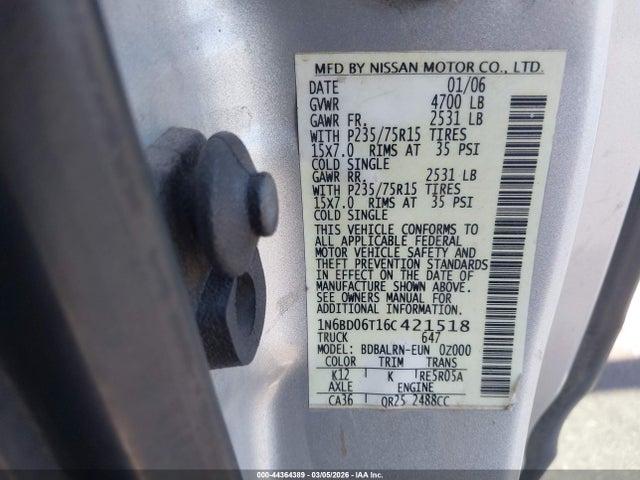 MFD BY NISSAN MOTOR CO., LTD.
DATE 01/06
GVWR 4700 LB
GAWR FR. 2531 LB
WITH P235/75R15 TIRES
15X7.0 RIMS AT 35 PSI
COLD SINGLE
GAWR RR. 2531 LB
WITH P235/75R15 TIRES
15X7.0 RIMS AT 35 PSI
COLD SINGLE
THIS VEHICLE CONFORMS TO
ALL APPLICABLE FEDERAL
MOTOR VEHICLE SAFETY AND
THEFT PREVENTION STANDARDS
IN EFFECT ON THE DATE OF
MANUFACTURE SHOWN ABOVE.
SEE OWNERS MANUAL FOR
ADDITIONAL INFORMATION.
1N6BD06T16C421518
TRUCK 647
MODEL: BDBALRN-EUN 0Z000
COLOR TRIM TRANS
K12 K RE5R05A
AXLE ENGINE
CA36 QR25 2488CC
000-44364389 - 03/05/2026 - IAA Inc.